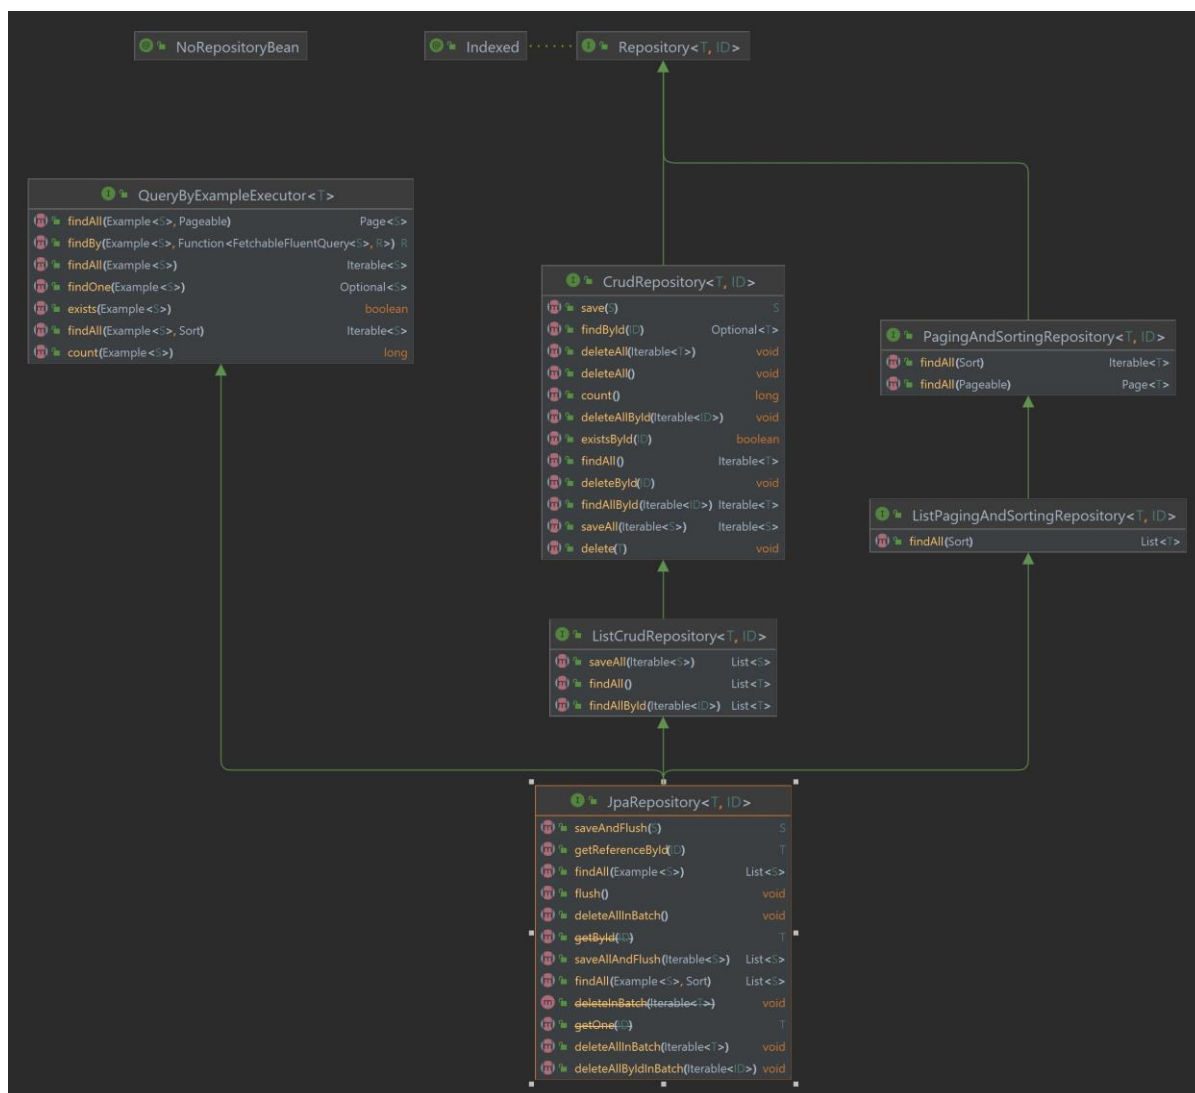 NoRepositoryBean
Indexed
Repository<T, ID>
QueryByExampleExecutor<T>
findAll(Example<S>, Pageable) Page<S>
findBy(Example<S>, Function<FetchableFluentQuery<S>, R>) R
findAll(Example<S>) Iterable<S>
findOne(Example<S>) Optional<S>
exists(Example<S>) boolean
findAll(Example<S>, Sort) Iterable<S>
count(Example<S>) long
CrudRepository<T, ID>
save(S) S
findById(ID) Optional<T>
deleteAll(Iterable<T>) void
deleteAll() void
count() long
deleteAllById(Iterable<ID>) void
existsById(ID) boolean
findAll() Iterable<T>
deleteById(ID) void
findAllById(Iterable<ID>) Iterable<T>
saveAll(Iterable<S>) Iterable<S>
delete(T) void
PagingAndSortingRepository<T, ID>
findAll(Sort) Iterable<T>
findAll(Pageable) Page<T>
ListPagingAndSortingRepository<T, ID>
findAll(Sort) List<T>
ListCrudRepository<T, ID>
saveAll(Iterable<S>) List<S>
findAll() List<T>
findAllById(Iterable<ID>) List<T>
JpaRepository<T, ID>
saveAndFlush(S) S
getReferenceById(ID) T
findAll(Example<S>) List<S>
flush() void
deleteAllInBatch() void
getById(ID) T
saveAllAndFlush(Iterable<S>) List<S>
findAll(Example<S>, Sort) List<S>
deleteInBatch(Iterable<T>) void
getOne(ID) T
deleteAllInBatch(Iterable<T>) void
deleteAllByIdInBatch(Iterable<ID>) void